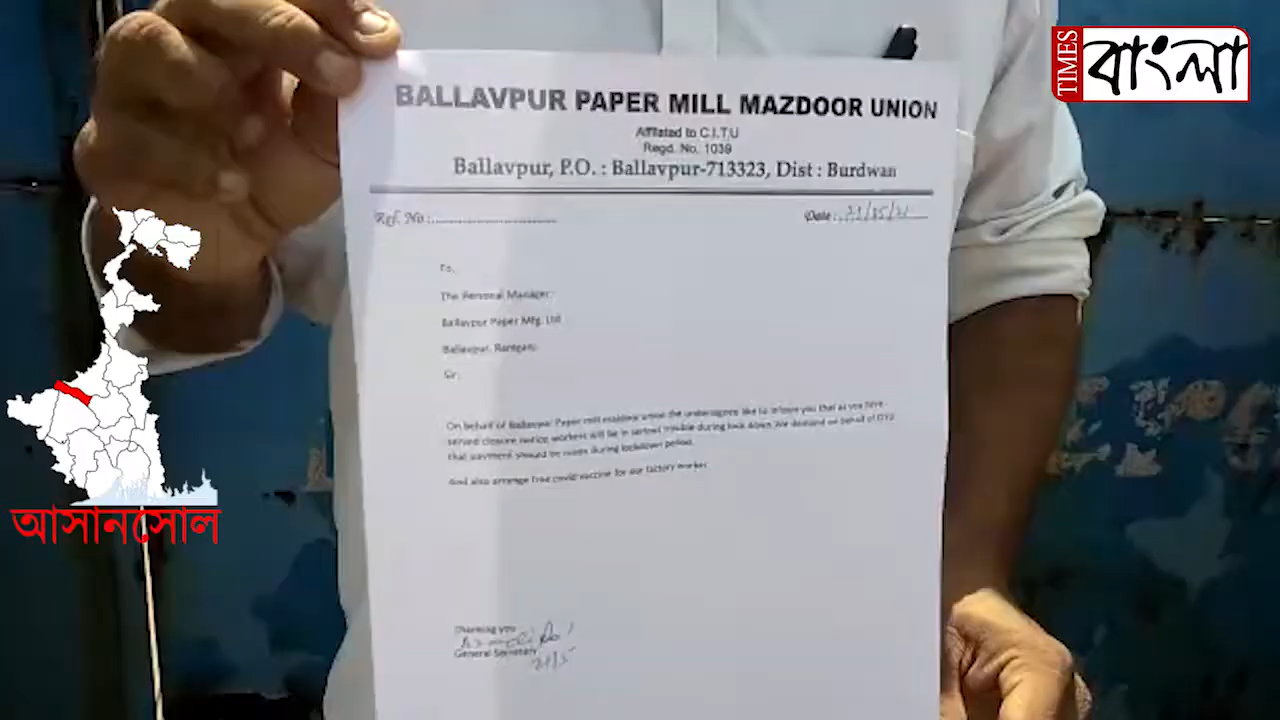 BALLAVPUR PAPER MILL MAZDOOR UNION
Affiliated to C.I.T.U
Regd. No. 1039
Ballavpur, P.O. : Ballavpur-713323, Dist : Burdwan
Ref. No :
Date :
To,
The Personal Manager
Ballavpur Paper Mfg. Ltd
Ballavpur, Raniganj
Sir,
On behalf of Ballavpur Paper mill mazdoor union the undersigned like to inform you that as you have
served closure notice workers will be in serious trouble during lock down. We demand on behalf of CITU
that payment should be made during lockdown period.
And also arrange free covid vaccine for our factory worker
Thanking you
General Secretary
TIMES
বাংলা
আসানসোল